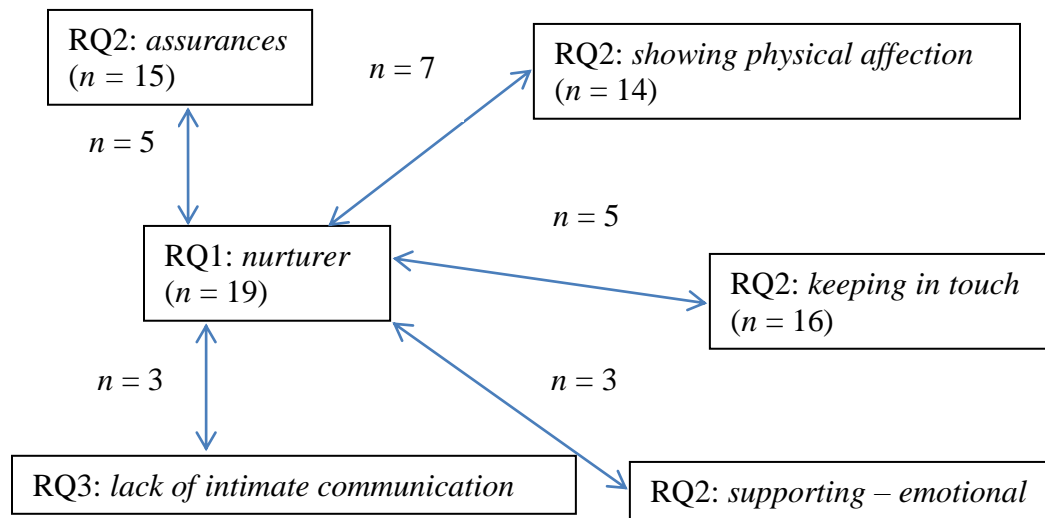 RQ2: assurances
(n = 15)
n = 7
RQ2: showing physical affection
(n = 14)
n = 5
RQ1: nurturer
(n = 19)
n = 5
RQ2: keeping in touch
(n = 16)
n = 3
n = 3
RQ3: lack of intimate communication
RQ2: supporting – emotional